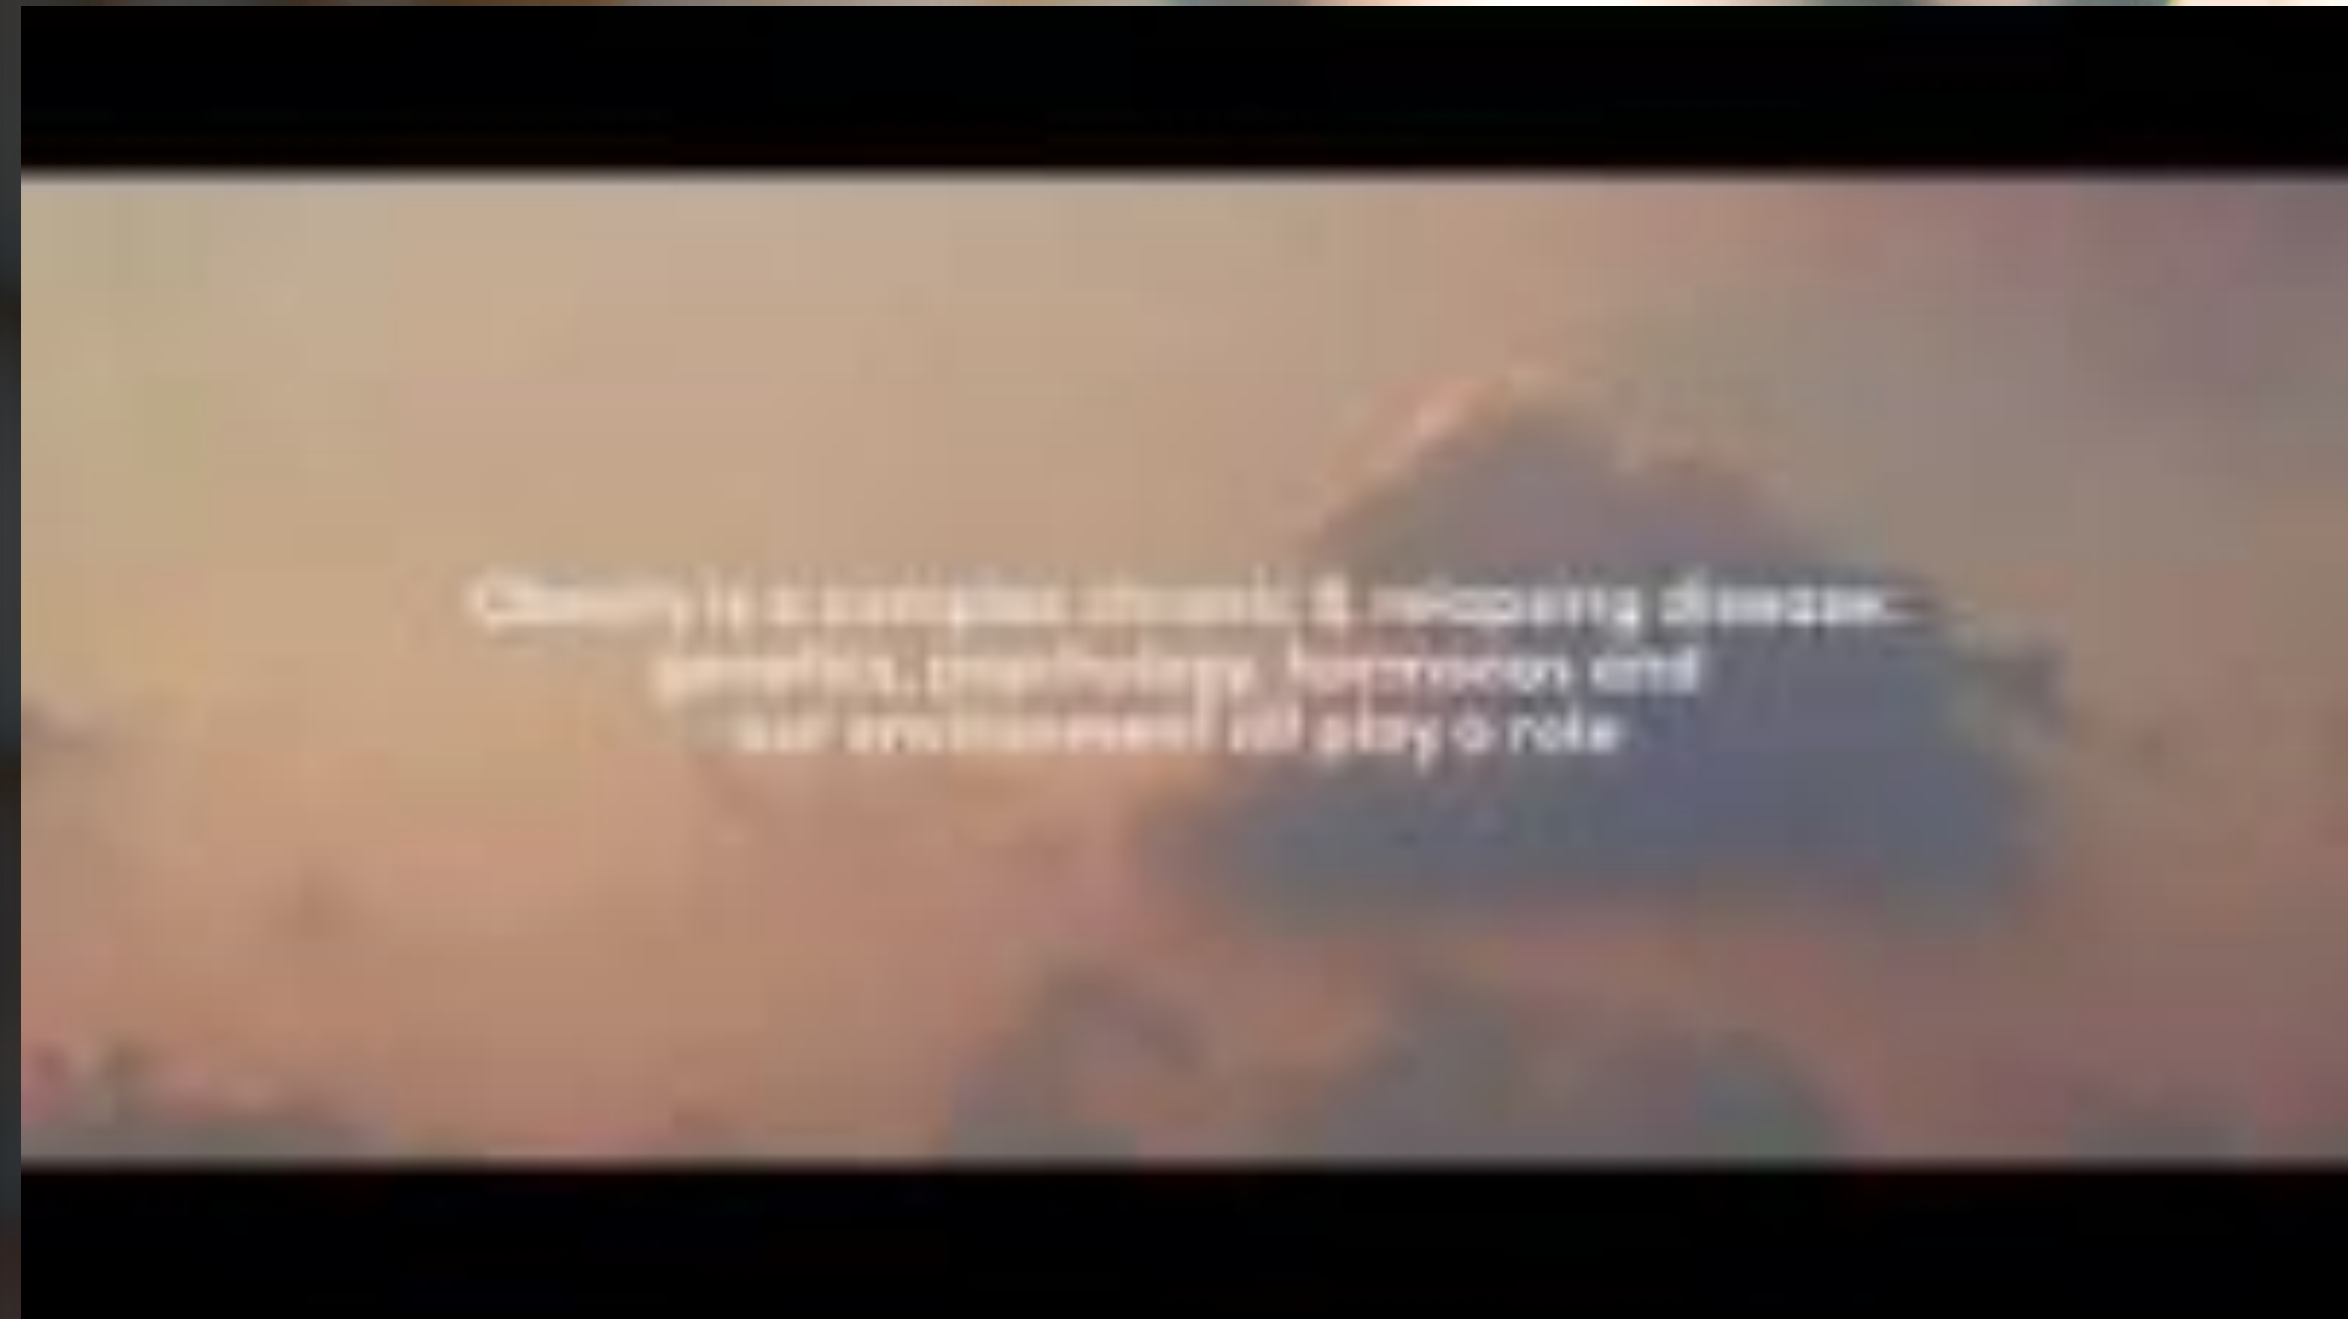 Obesity is a complex chronic & relapsing disease.
genetics, psychology, hormones and
our environment all play a role